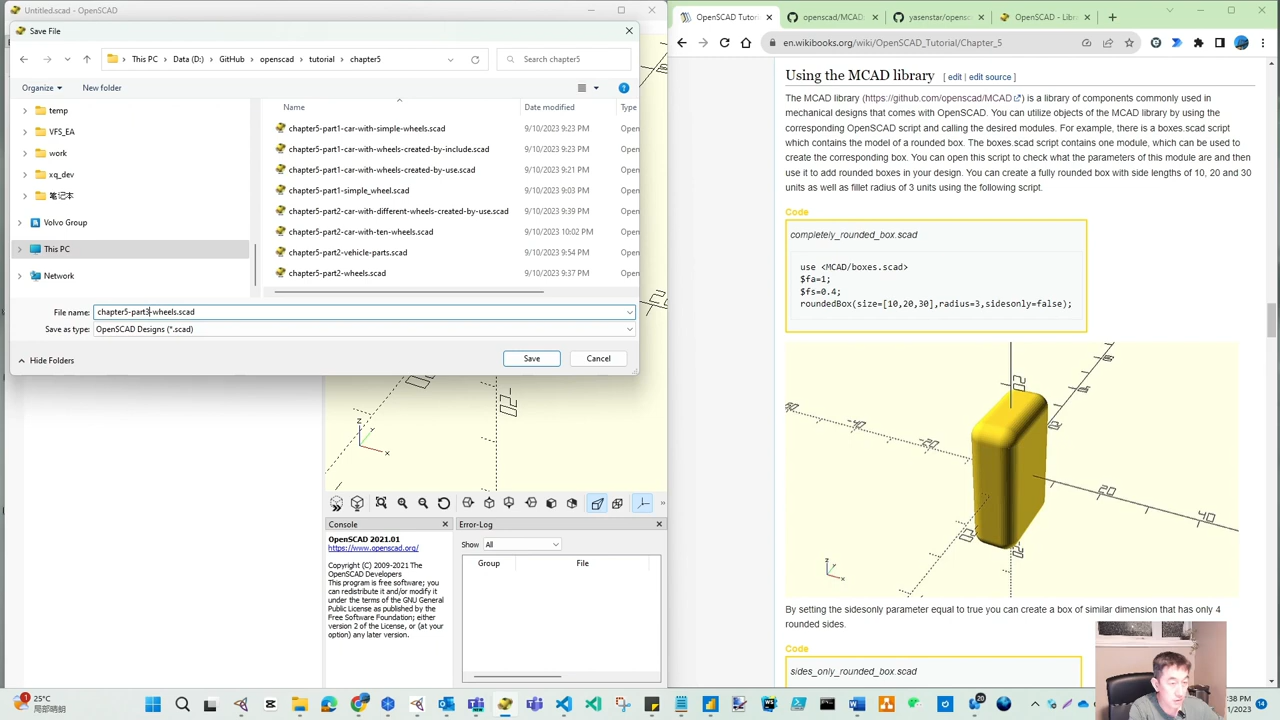 Untitled.scad - OpenSCAD
Save File
This PC > Data (D:) > GitHub > openscad > tutorial > chapter5
Search chapter5
Organize
New folder
Name
Date modified
Type
temp
VFS_EA
work
xq_dev
笔记本
Volvo Group
This PC
Network
chapter5-part1-car-with-simple-wheels.scad 9/10/2023 9:23 PM Open
chapter5-part1-car-with-wheels-created-by-include.scad 9/10/2023 9:23 PM Open
chapter5-part1-car-with-wheels-created-by-use.scad 9/10/2023 9:21 PM Open
chapter5-part1-simple_wheel.scad 9/10/2023 9:03 PM Open
chapter5-part2-car-with-different-wheels-created-by-use.scad 9/10/2023 9:39 PM Open
chapter5-part2-car-with-ten-wheels.scad 9/10/2023 10:02 PM Open
chapter5-part2-vehicle-parts.scad 9/10/2023 9:54 PM Open
chapter5-part2-wheels.scad 9/10/2023 9:37 PM Open
File name: chapter5-part3-wheels.scad
Save as type: OpenSCAD Designs (*.scad)
Hide Folders
Save
Cancel
Console
OpenSCAD 2021.01
https://www.openscad.org/
Copyright (C) 2009-2021 The
OpenSCAD Developers
This program is free software; you
can redistribute it and/or modify it
under the terms of the GNU General
Public License as published by the
Free Software Foundation; either
version 2 of the License, or (at your
option) any later version.
Error-Log
Show All
Group File
OpenSCAD Tutor
openscad/MCAD
yasenstar/opensc
OpenSCAD - Libr
en.wikibooks.org/wiki/OpenSCAD_Tutorial/Chapter_5
Using the MCAD library [ edit | edit source ]
The MCAD library (https://github.com/openscad/MCAD) is a library of components commonly used in
mechanical designs that comes with OpenSCAD. You can utilize objects of the MCAD library by using the
corresponding OpenSCAD script and calling the desired modules. For example, there is a boxes.scad script
which contains the model of a rounded box. The boxes.scad script contains one module, which can be used to
create the corresponding box. You can open this script to check what the parameters of this module are and then
use it to add rounded boxes in your design. You can create a fully rounded box with side lengths of 10, 20 and 30
units as well as fillet radius of 3 units using the following script.
Code
completely_rounded_box.scad
use <MCAD/boxes.scad>
$fa=1;
$fs=0.4;
roundedBox(size=[10,20,30],radius=3,sidesonly=false);
By setting the sidesonly parameter equal to true you can create a box of similar dimension that has only 4
rounded sides.
Code
sides_only_rounded_box.scad
25°C
局部晴朗